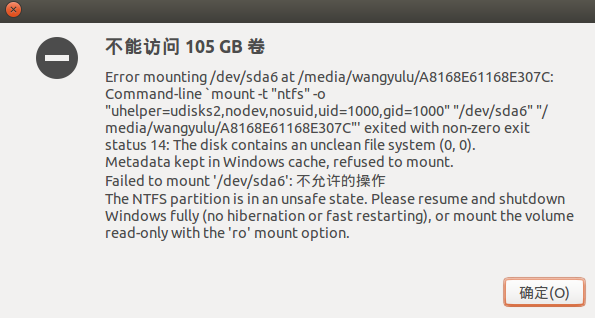 不能访问 105 GB 卷
Error mounting /dev/sda6 at /media/wangyulu/A8168E61168E307C:
Command-line `mount -t "ntfs" -o
"uhelper=udisks2,nodev,nosuid,uid=1000,gid=1000" "/dev/sda6" "/
media/wangyulu/A8168E61168E307C"' exited with non-zero exit
status 14: The disk contains an unclean file system (0, 0).
Metadata kept in Windows cache, refused to mount.
Failed to mount '/dev/sda6': 不允许的操作
The NTFS partition is in an unsafe state. Please resume and shutdown
Windows fully (no hibernation or fast restarting), or mount the volume
read-only with the 'ro' mount option.
确定(O)